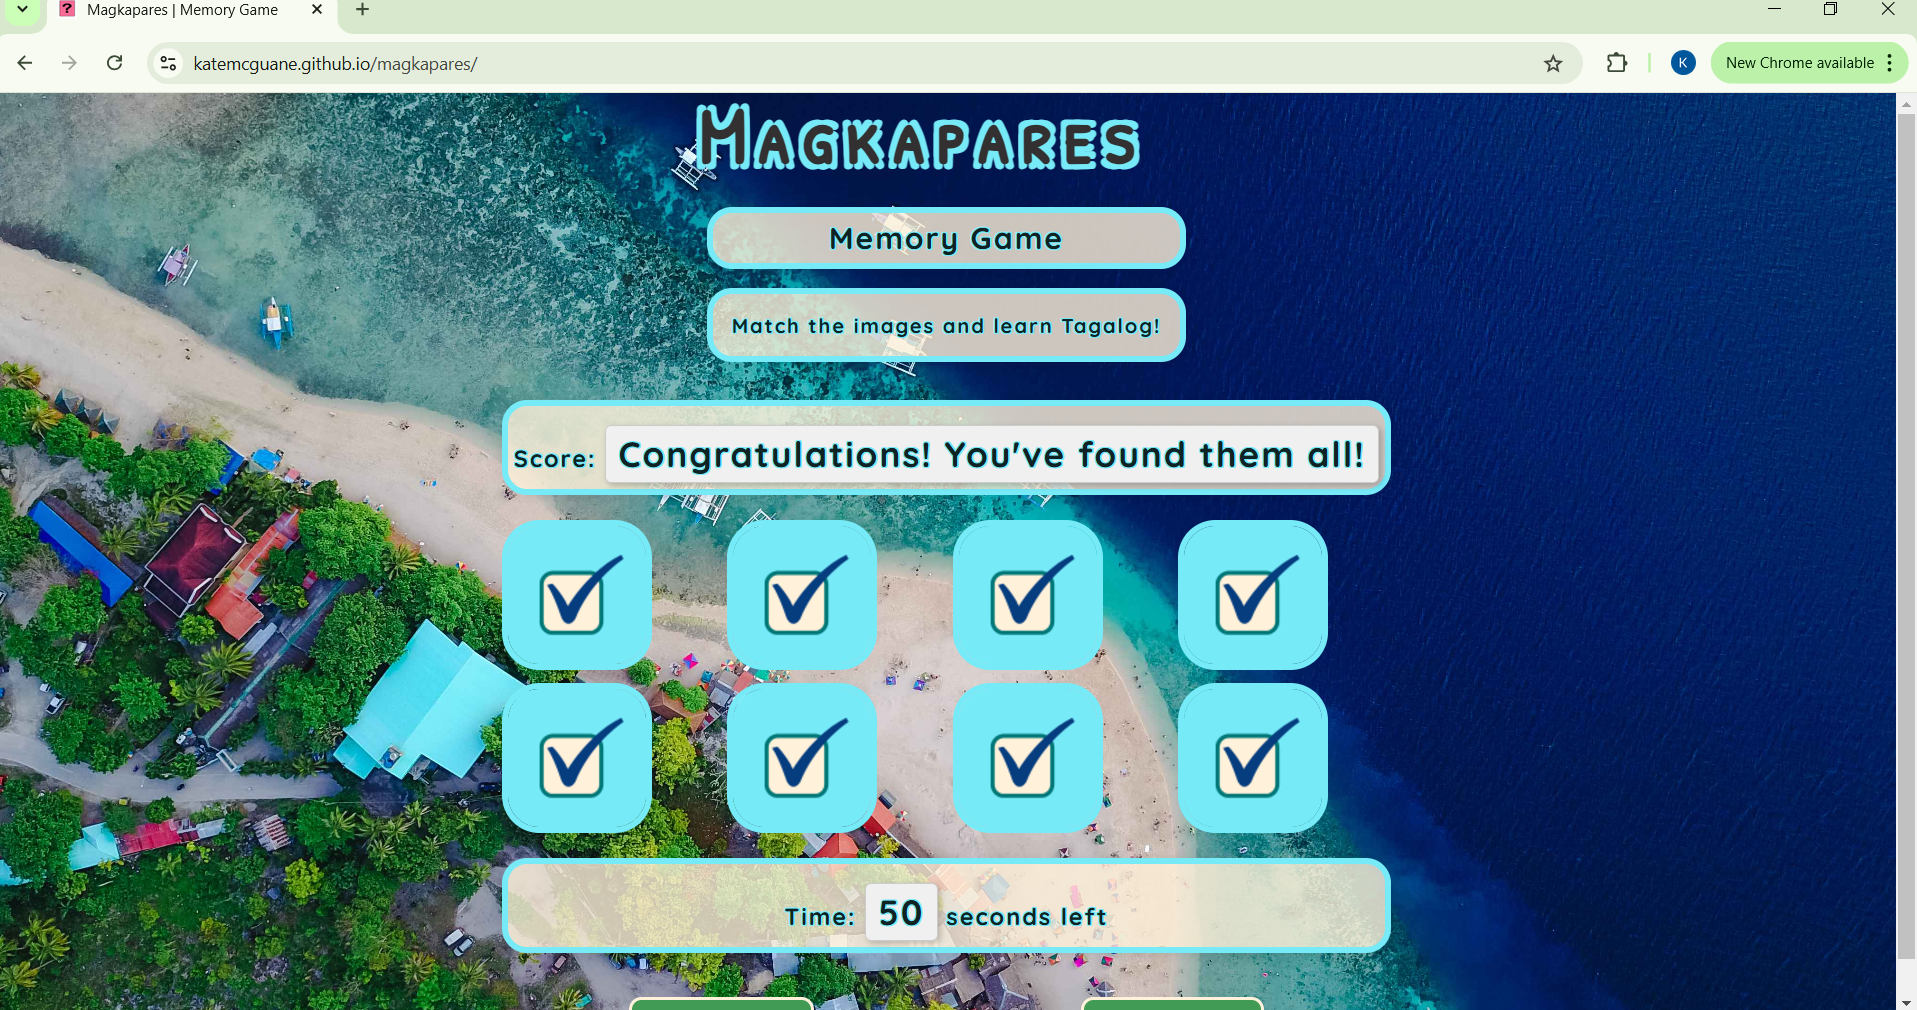 Magkapares | Memory Game
katemcguane.github.io/magkapares/
K
New Chrome available
Magkapares
Memory Game
Match the images and learn Tagalog!
Score: Congratulations! You've found them all!
Time: 50 seconds left